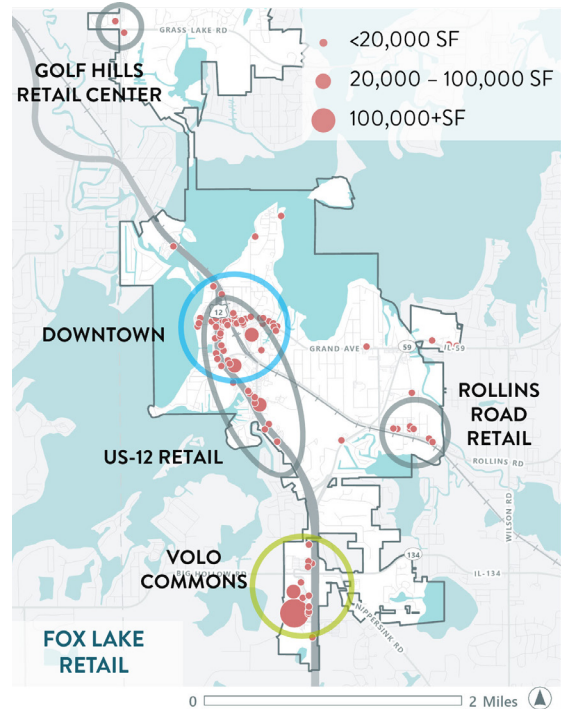 GRASS LAKE RD
<20,000 SF
20,000 – 100,000 SF
100,000+SF
GOLF HILLS
RETAIL CENTER
12
DOWNTOWN
GRAND AVE
59
IL-59
ROLLINS
ROAD
RETAIL
US-12 RETAIL
ROLLINS RD
WILSON RD
VOLO
COMMONS
134
BIG HOLLOW RD
IL-134
NIPPERSINK RD
FOX LAKE
RETAIL
0
2 Miles